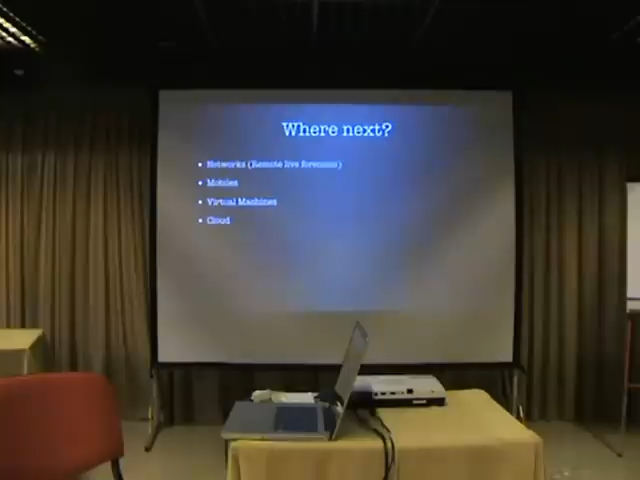 Where next?
• Networks (Remote live forensics)
• Mobiles
• Virtual Machines
• Cloud